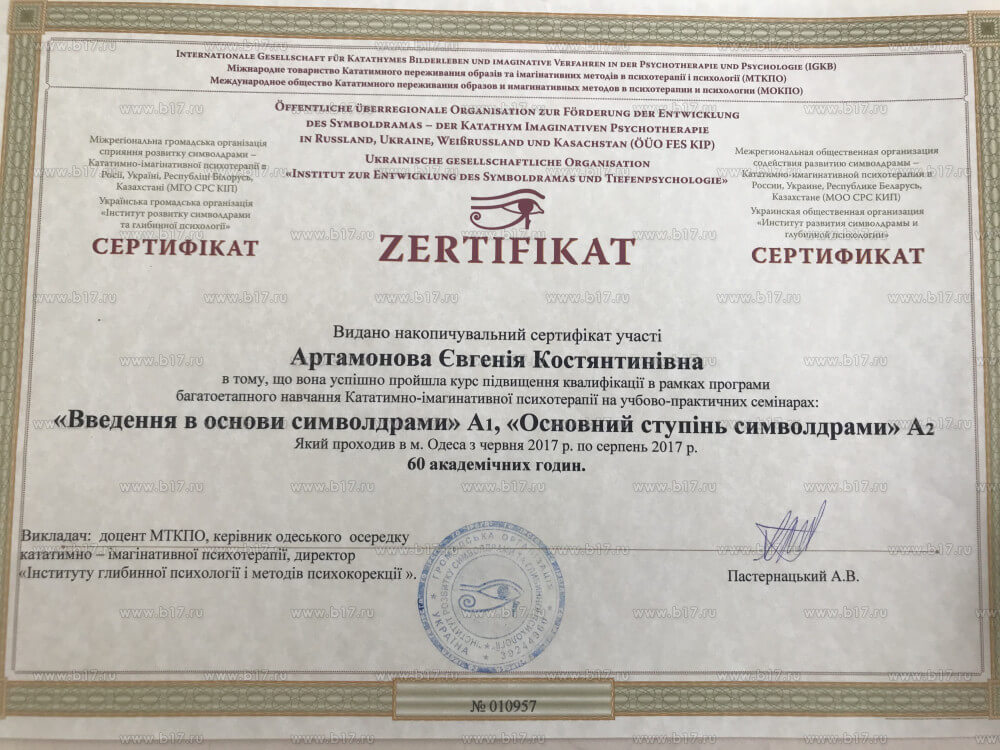 INTERNATIONALE GESELLSCHAFT FÜR KATATHYMES BILDERLEBEN UND IMAGINATIVE VERFAHREN IN DER PSYCHOTHERAPIE UND PSYCHOLOGIE (IGKB)
Міжнародне товариство Кататимного переживання образів та імагінативних методів в психотерапії і психології (МТКПО)
Международное общество Кататимного переживания образов и имагинативных методов в психотерапии и психологии (МОКПО)
ÖFFENTLICHE ÜBERREGIONALE ORGANISATION ZUR FÖRDERUNG DER ENTWICKLUNG
DES SYMBOLDRAMAS – DER KATATHYM IMAGINATIVEN PSYCHOTHERAPIE
IN RUSSLAND, UKRAINE, WEIßRUSSLAND UND KASACHSTAN (ÖÜO FES KIP)
UKRAINISCHE GESELLSCHAFTLICHE ORGANISATION
«INSTITUT ZUR ENTWICKLUNG DES SYMBOLDRAMAS UND TIEFENPSYCHOLOGIE»
Міжрегіональна громадська організація
сприяння розвитку символдрами –
Кататимно-імагінативної психотерапії в
Росії, Україні, Республіці Білорусь,
Казахстані (МГО СРС КІП)
Українська громадська організація
«Інститут розвитку символдрами
та глибинної психології»
СЕРТИФІКАТ
ZERTIFIKAT
Межрегиональная общественная организация
содействия развитию символдрамы –
Кататимно-имагинативной психотерапии в
России, Украине, Республике Беларусь,
Казахстане (МОО СРС КИП)
Украинская общественная организация
«Институт развития символдрамы и
глубинной психологии»
СЕРТИФИКАТ
Видано накопичувальний сертифікат участі
Артамонова Євгенія Костянтинівна
в тому, що вона успішно пройшла курс підвищення кваліфікації в рамках програми
багатоетапного навчання Кататимно-імагінативної психотерапії на учбово-практичних семінарах:
«Введення в основи символдрами» А1, «Основний ступінь символдрами» А2
Який проходив в м. Одеса з червня 2017 р. по серпень 2017 р.
60 академічних годин.
Викладач: доцент МТКПО, керівник одеського осередку
кататимно – імагінативної психотерапії, директор
«Інституту глибинної психології і методів психокорекції ».
Пастернацький А.В.
УКРАЇНА
39244960
№ 010957
www.b17.ru